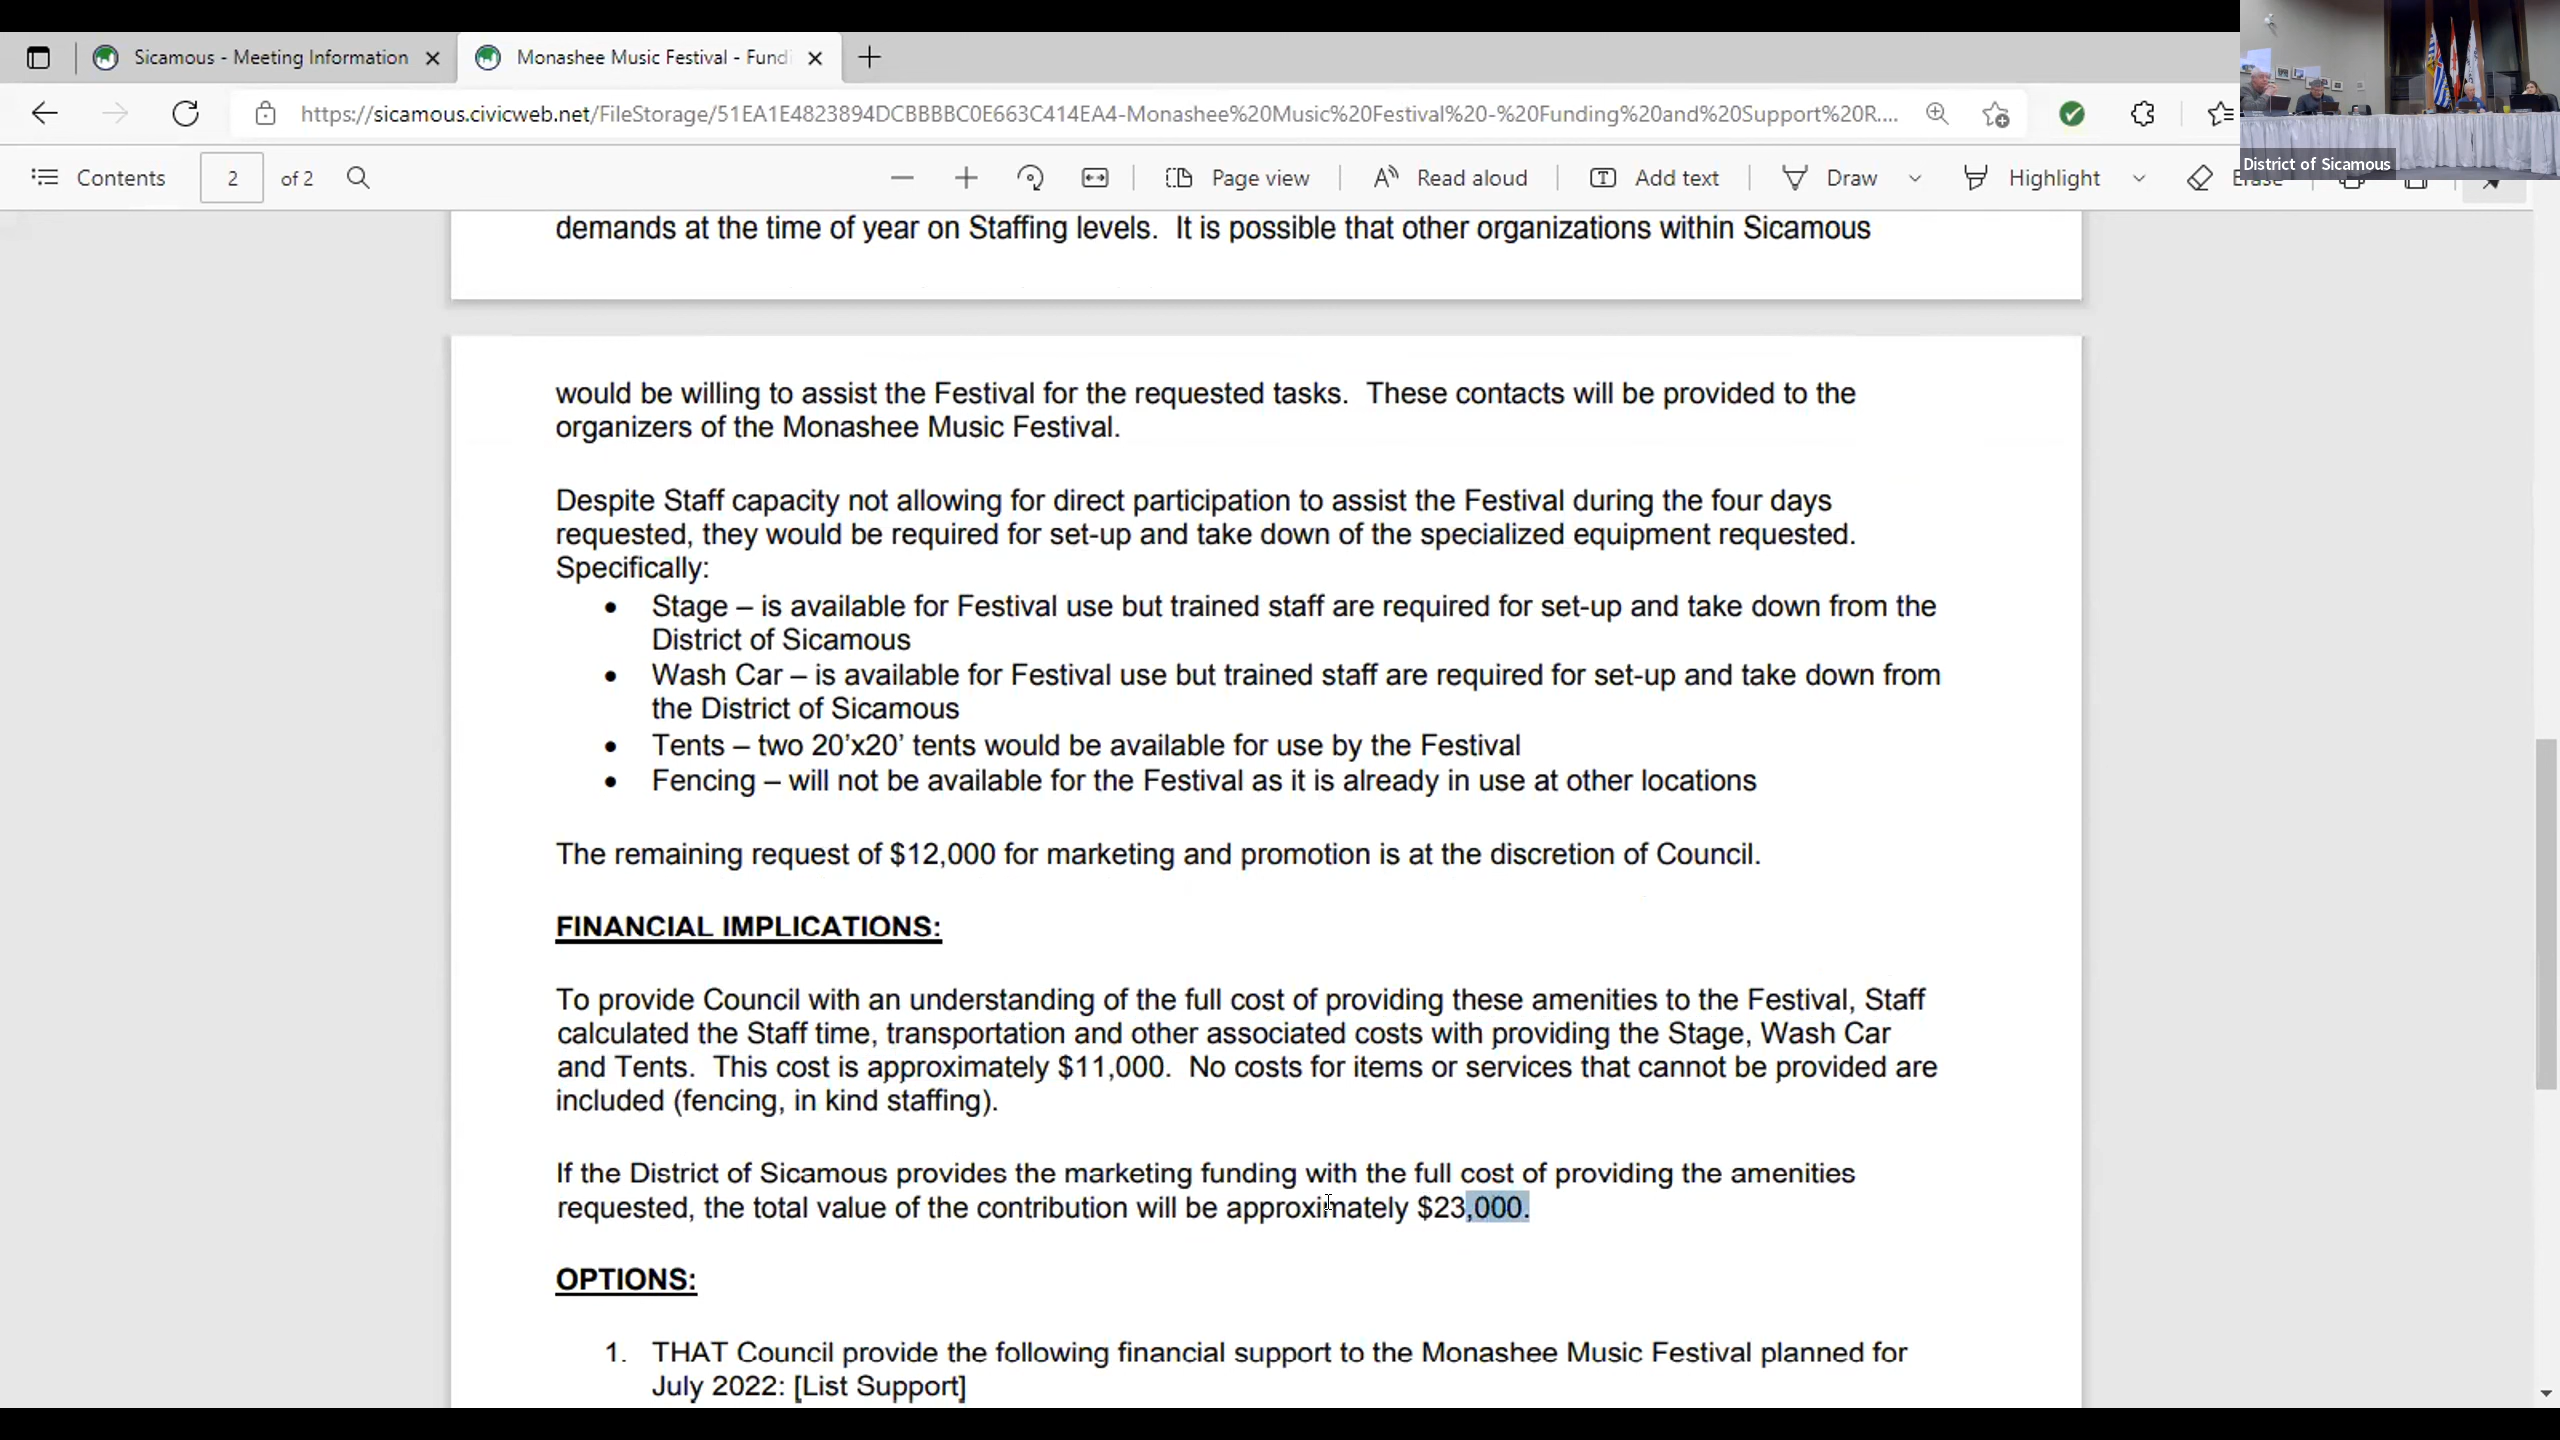 Sicamous - Meeting Information
Monashee Music Festival - Fundi
https://sicamous.civicweb.net/FileStorage/51EA1E4823894DCBBBBC0E663C414EA4-Monashee%20Music%20Festival%20-%20Funding%20and%20Support%20R....
District of Sicamous
Contents
2
of 2
Page view
Read aloud
Add text
Draw
Highlight
Erase
demands at the time of year on Staffing levels.  It is possible that other organizations within Sicamous
would be willing to assist the Festival for the requested tasks.  These contacts will be provided to the
organizers of the Monashee Music Festival.
Despite Staff capacity not allowing for direct participation to assist the Festival during the four days
requested, they would be required for set-up and take down of the specialized equipment requested.
Specifically:
• Stage – is available for Festival use but trained staff are required for set-up and take down from the
District of Sicamous
• Wash Car – is available for Festival use but trained staff are required for set-up and take down from
the District of Sicamous
• Tents – two 20’x20’ tents would be available for use by the Festival
• Fencing – will not be available for the Festival as it is already in use at other locations
The remaining request of $12,000 for marketing and promotion is at the discretion of Council.
FINANCIAL IMPLICATIONS:
To provide Council with an understanding of the full cost of providing these amenities to the Festival, Staff
calculated the Staff time, transportation and other associated costs with providing the Stage, Wash Car
and Tents.  This cost is approximately $11,000.  No costs for items or services that cannot be provided are
included (fencing, in kind staffing).
If the District of Sicamous provides the marketing funding with the full cost of providing the amenities
requested, the total value of the contribution will be approximately $23,000.
OPTIONS:
1. THAT Council provide the following financial support to the Monashee Music Festival planned for
July 2022: [List Support]